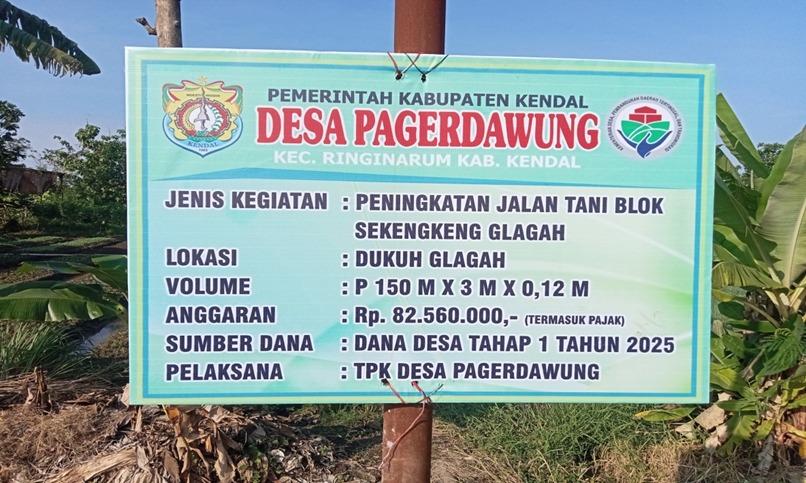 PEMERINTAH KABUPATEN KENDAL
DESA PAGERDAWUNG
KEC. RINGINARUM KAB. KENDAL
KENDAL
JENIS KEGIATAN : PENINGKATAN JALAN TANI BLOK
SEKENGKENG GLAGAH
LOKASI : DUKUH GLAGAH
VOLUME : P 150 M X 3 M X 0,12 M
ANGGARAN : Rp. 82.560.000,- (TERMASUK PAJAK)
SUMBER DANA : DANA DESA TAHAP 1 TAHUN 2025
PELAKSANA : TPK DESA PAGERDAWUNG